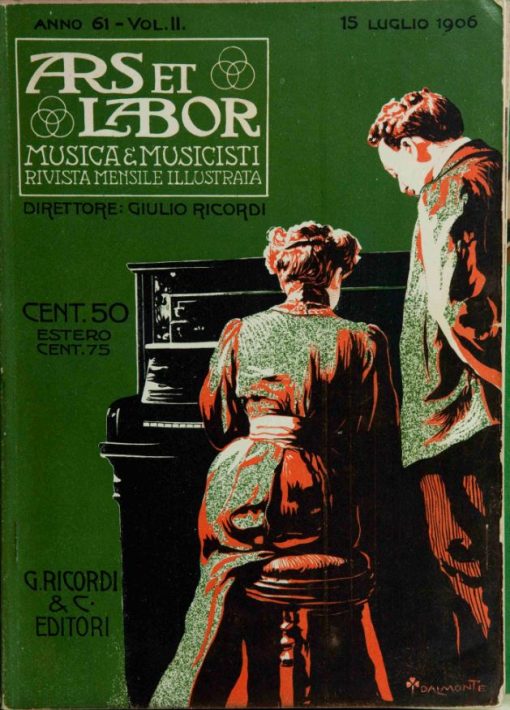 ANNO 61 - VOL. II.
15 LUGLIO 1906
ARS ET
LABOR
MUSICA & MUSICISTI
RIVISTA MENSILE ILLUSTRATA
DIRETTORE: GIULIO RICORDI
CENT. 50
ESTERO
CENT. 75
G. RICORDI
& C.
EDITORI
DALMONTE